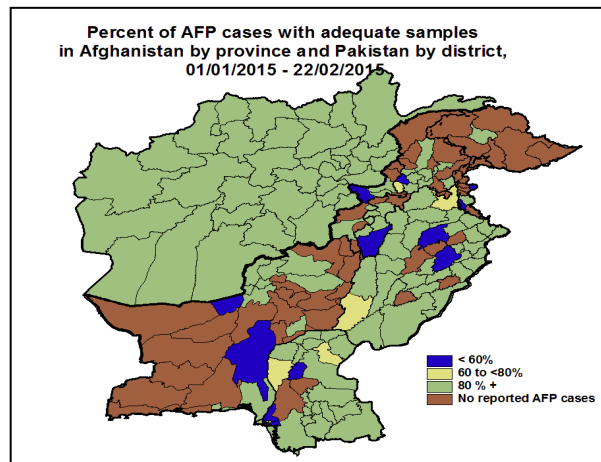 Percent of AFP cases with adequate samples
in Afghanistan by province and Pakistan by district,
01/01/2015 - 22/02/2015
< 60%
60 to <80%
80 % +
No reported AFP cases